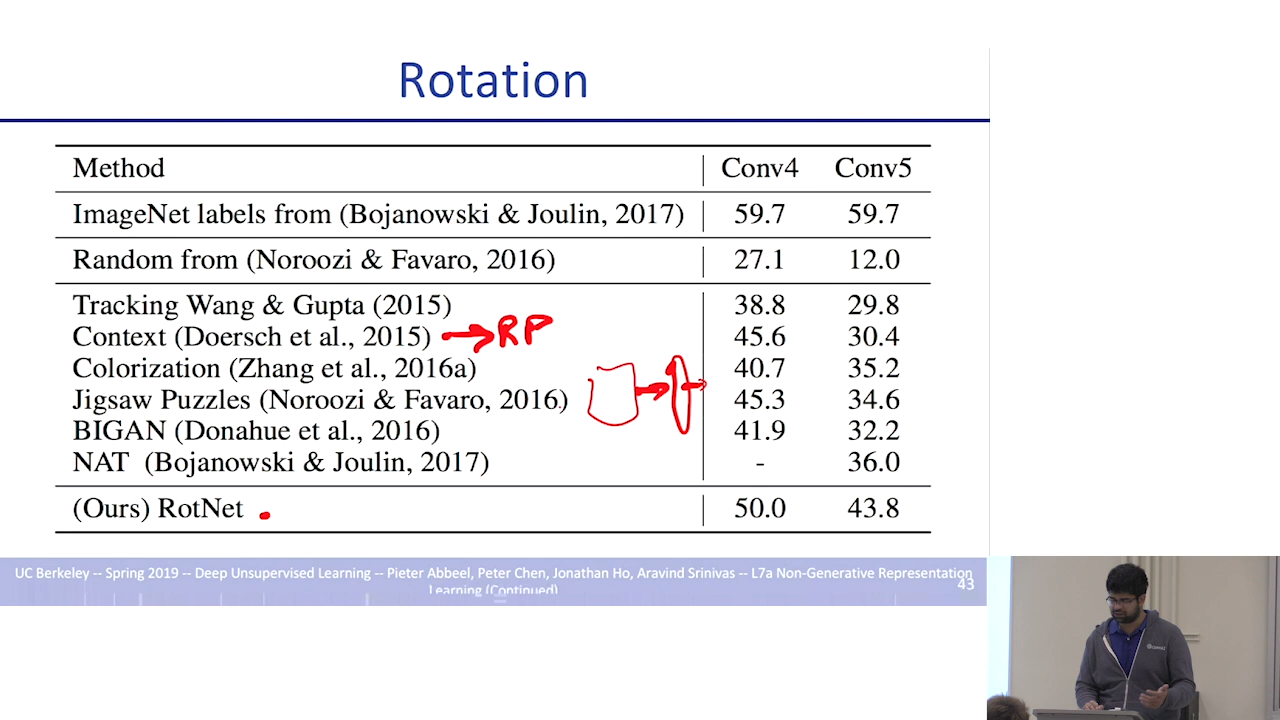 Rotation
Method Conv4 Conv5
ImageNet labels from (Bojanowski & Joulin, 2017) 59.7 59.7
Random from (Noroozi & Favaro, 2016) 27.1 12.0
Tracking Wang & Gupta (2015) 38.8 29.8
Context (Doersch et al., 2015) → RP 45.6 30.4
Colorization (Zhang et al., 2016a) 40.7 35.2
Jigsaw Puzzles (Noroozi & Favaro, 2016) 45.3 34.6
BIGAN (Donahue et al., 2016) 41.9 32.2
NAT (Bojanowski & Joulin, 2017) - 36.0
(Ours) RotNet 50.0 43.8
UC Berkeley -- Spring 2019 -- Deep Unsupervised Learning -- Pieter Abbeel, Peter Chen, Jonathan Ho, Aravind Srinivas -- L7a Non-Generative Representation
Learning (Continued)
43